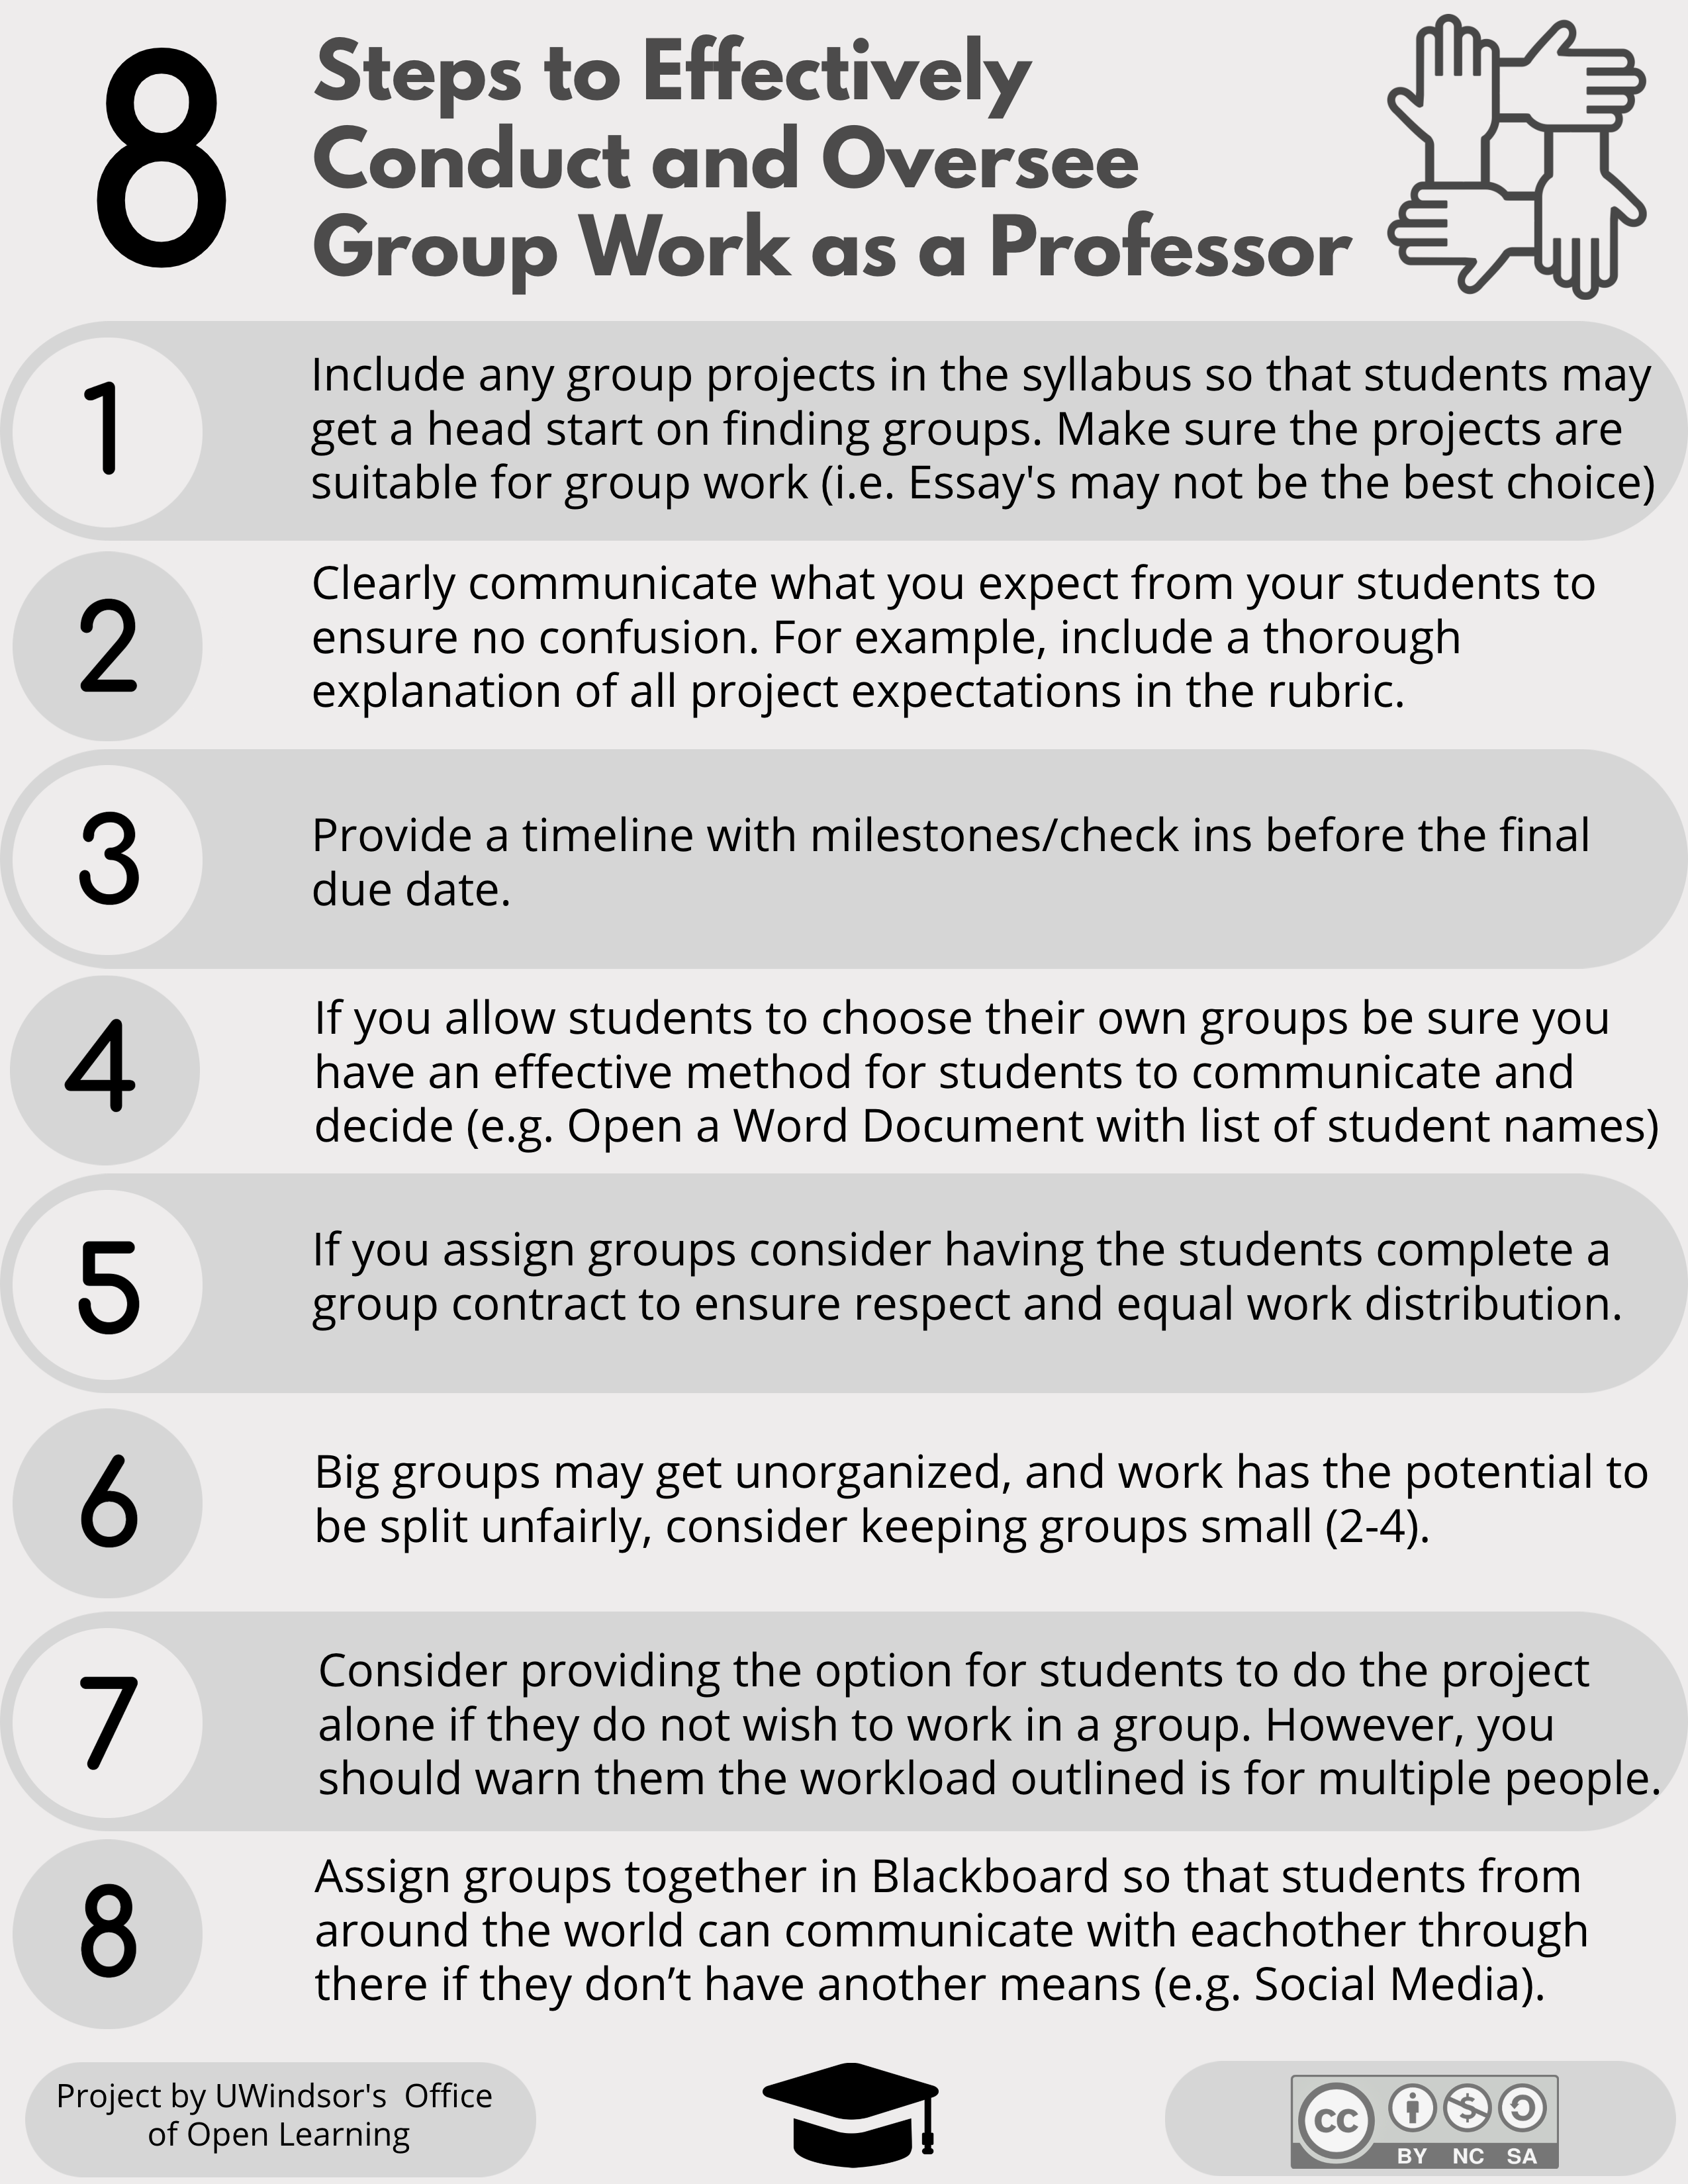 8
Steps to Effectively
Conduct and Oversee
Group Work as a Professor
1
Include any group projects in the syllabus so that students may
get a head start on finding groups. Make sure the projects are
suitable for group work (i.e. Essay's may not be the best choice)
2
Clearly communicate what you expect from your students to
ensure no confusion. For example, include a thorough
explanation of all project expectations in the rubric.
3
Provide a timeline with milestones/check ins before the final
due date.
4
If you allow students to choose their own groups be sure you
have an effective method for students to communicate and
decide (e.g. Open a Word Document with list of student names)
5
If you assign groups consider having the students complete a
group contract to ensure respect and equal work distribution.
6
Big groups may get unorganized, and work has the potential to
be split unfairly, consider keeping groups small (2-4).
7
Consider providing the option for students to do the project
alone if they do not wish to work in a group. However, you
should warn them the workload outlined is for multiple people.
8
Assign groups together in Blackboard so that students from
around the world can communicate with eachother through
there if they don’t have another means (e.g. Social Media).
Project by UWindsor's  Office
of Open Learning
cc
BY NC SA